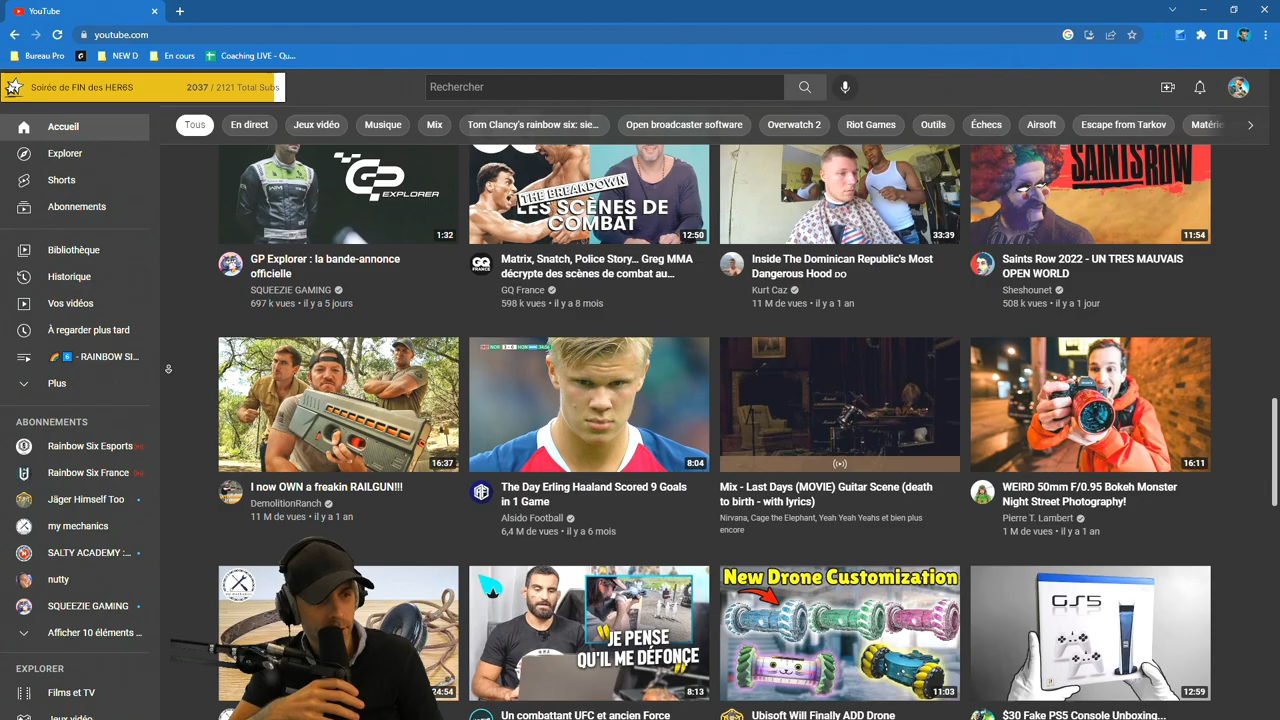 YouTube
youtube.com
Bureau Pro
NEW D
En cours
Coaching LIVE - Qu...
Soirée de FIN des HER6S
2037 / 2121 Total Subs
Rechercher
Tous
En direct
Jeux vidéo
Musique
Mix
Tom Clancy's rainbow six: sie...
Open broadcaster software
Overwatch 2
Riot Games
Outils
Échecs
Airsoft
Escape from Tarkov
Matérie
Accueil
Explorer
Shorts
Abonnements
Bibliothèque
Historique
Vos vidéos
À regarder plus tard
6 - RAINBOW SI...
Plus
ABONNEMENTS
Rainbow Six Esports
Rainbow Six France
Jäger Himself Too
my mechanics
SALTY ACADEMY :...
nutty
SQUEEZIE GAMING
Afficher 10 éléments ...
EXPLORER
Films et TV
Jeux vidéo
GP EXPLORER
1:32
THE BREAKDOWN
LES SCÈNES DE
COMBAT
12:50
33:39
SAINTS ROW
11:54
GP Explorer : la bande-annonce
officielle
SQUEEZIE GAMING
697 k vues • il y a 5 jours
GQ
FRANCE
Matrix, Snatch, Police Story... Greg MMA
décrypte des scènes de combat au...
GQ France
598 k vues • il y a 8 mois
Inside The Dominican Republic's Most
Dangerous Hood DO
Kurt Caz
11 M de vues • il y a 1 an
Saints Row 2022 - UN TRES MAUVAIS
OPEN WORLD
Sheshounet
508 k vues • il y a 1 jour
16:37
8:04
16:11
I now OWN a freakin RAILGUN!!!
DemolitionRanch
11 M de vues • il y a 1 an
The Day Erling Haaland Scored 9 Goals
in 1 Game
Alsido Football
6,4 M de vues • il y a 6 mois
Mix - Last Days (MOVIE) Guitar Scene (death
to birth - with lyrics)
Nirvana, Cage the Elephant, Yeah Yeah Yeahs et bien plus
encore
WEIRD 50mm F/0.95 Bokeh Monster
Night Street Photography!
Pierre T. Lambert
1 M de vues • il y a 1 an
24:54
"JE PENSE
QU'IL ME DÉFONCE"
8:13
New Drone Customization
11:03
GS5
12:59
Un combattant UFC et ancien Force
Ubisoft Will Finally ADD Drone
$30 Fake PS5 Console Unboxing...